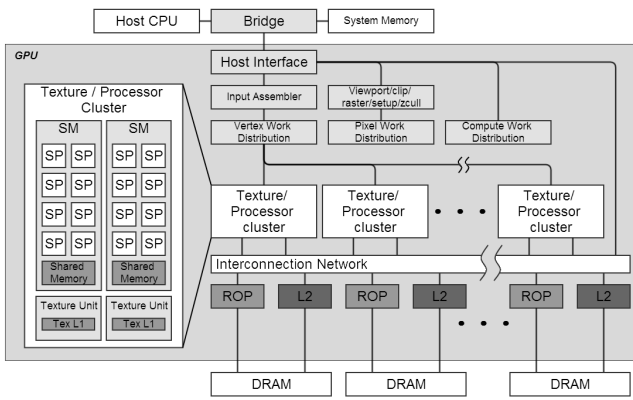 Host CPU
Bridge
System Memory
GPU
Host Interface
Texture / Processor
Cluster
SM
SM
SP SP
SP SP
SP SP
SP SP
SP SP
SP SP
SP SP
SP SP
Shared
Memory
Shared
Memory
Texture Unit
Tex L1
Texture Unit
Tex L1
Input Assembler
Viewport/clip/
raster/setup/zcull
Vertex Work
Distribution
Pixel Work
Distribution
Compute Work
Distribution
Texture/
Processor
cluster
Texture/
Processor
cluster
Texture/
Processor
cluster
Interconnection Network
ROP
L2
ROP
L2
ROP
L2
DRAM
DRAM
DRAM